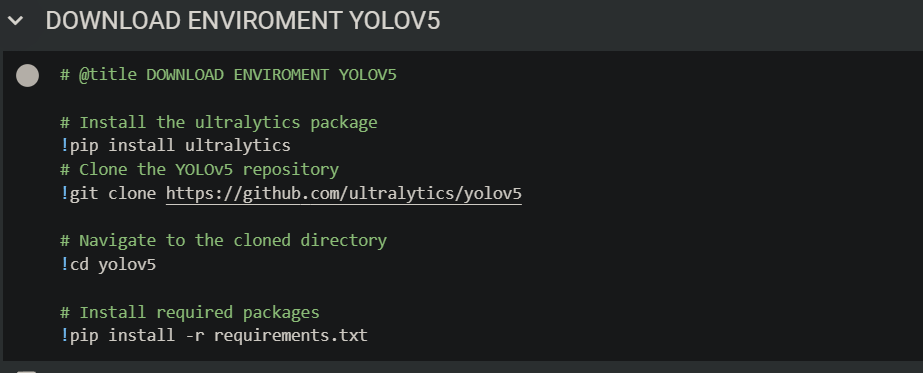 DOWNLOAD ENVIROMENT YOLOV5
# @title DOWNLOAD ENVIROMENT YOLOV5
# Install the ultralytics package
!pip install ultralytics
# Clone the YOLOv5 repository
!git clone https://github.com/ultralytics/yolov5
# Navigate to the cloned directory
!cd yolov5
# Install required packages
!pip install -r requirements.txt